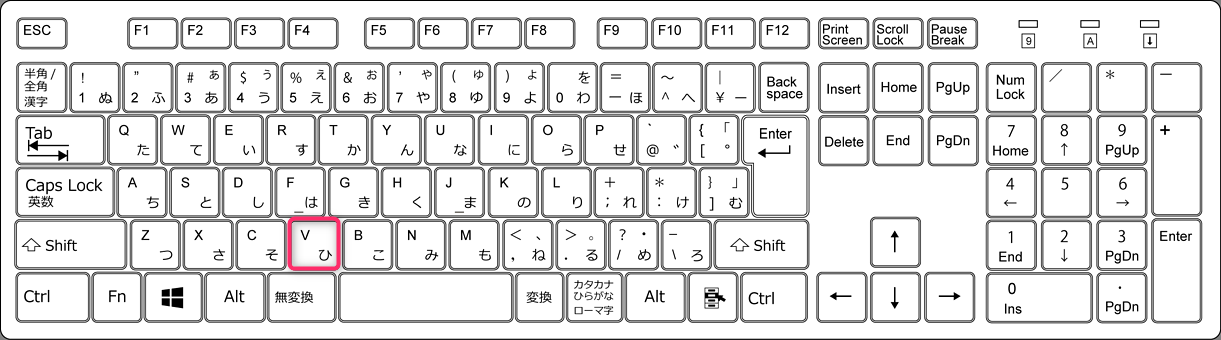 ESC F1 F2 F3 F4 F5 F6 F7 F8 F9 F10 F11 F12 Print Screen Scroll Lock Pause Break 9 A ⬇
半角/全角 漢字 ! 1 ぬ " 2 ふ # ぁ 3 あ $ ぅ 4 う % ぇ 5 え & ぉ 6 お ' ゃ 7 や ( ゅ 8 ゆ ) ょ 9 よ を 0 わ = ー ほ ～ ^ へ | ¥ ー Back space Insert Home PgUp Num Lock ／ * ー
Tab Q た W て E い R す T か Y ん U な I に O ら P せ ` @ ゛ { 「 [ ° Enter Delete End PgDn 7 Home 8 ↑ 9 PgUp +
Caps Lock 英数 A ち S と D し F _ は G き H く J _ ま K の L り + ; れ * : け } 」 ] む 4 ← 5 6 →
⇧ Shift Z つ X さ C そ V ひ B こ N み M も < 、 , ね > 。 . る ? ・ / め – \ ろ ⇧ Shift ↑ 1 End 2 ↓ 3 PgDn Enter
Ctrl Fn Alt 無変換 変換 カタカナ ひらがな ローマ字 Alt Ctrl ← ↓ → 0 Ins . PgDn